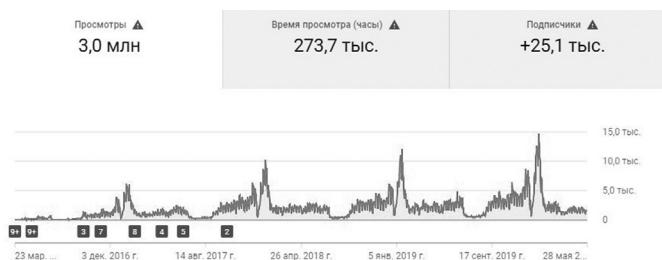 Просмотры
Время просмотра (часы)
Подписчики
3,0 млн
273,7 тыс.
+25,1 тыс.
15,0 тыс.
10,0 тыс.
5,0 тыс.
0
9+ 9+ 3 7 8 4 5 2
23 мар. ... 3 дек. 2016 г. 14 авг. 2017 г. 26 апр. 2018 г. 5 янв. 2019 г. 17 сент. 2019 г. 28 мая 2...